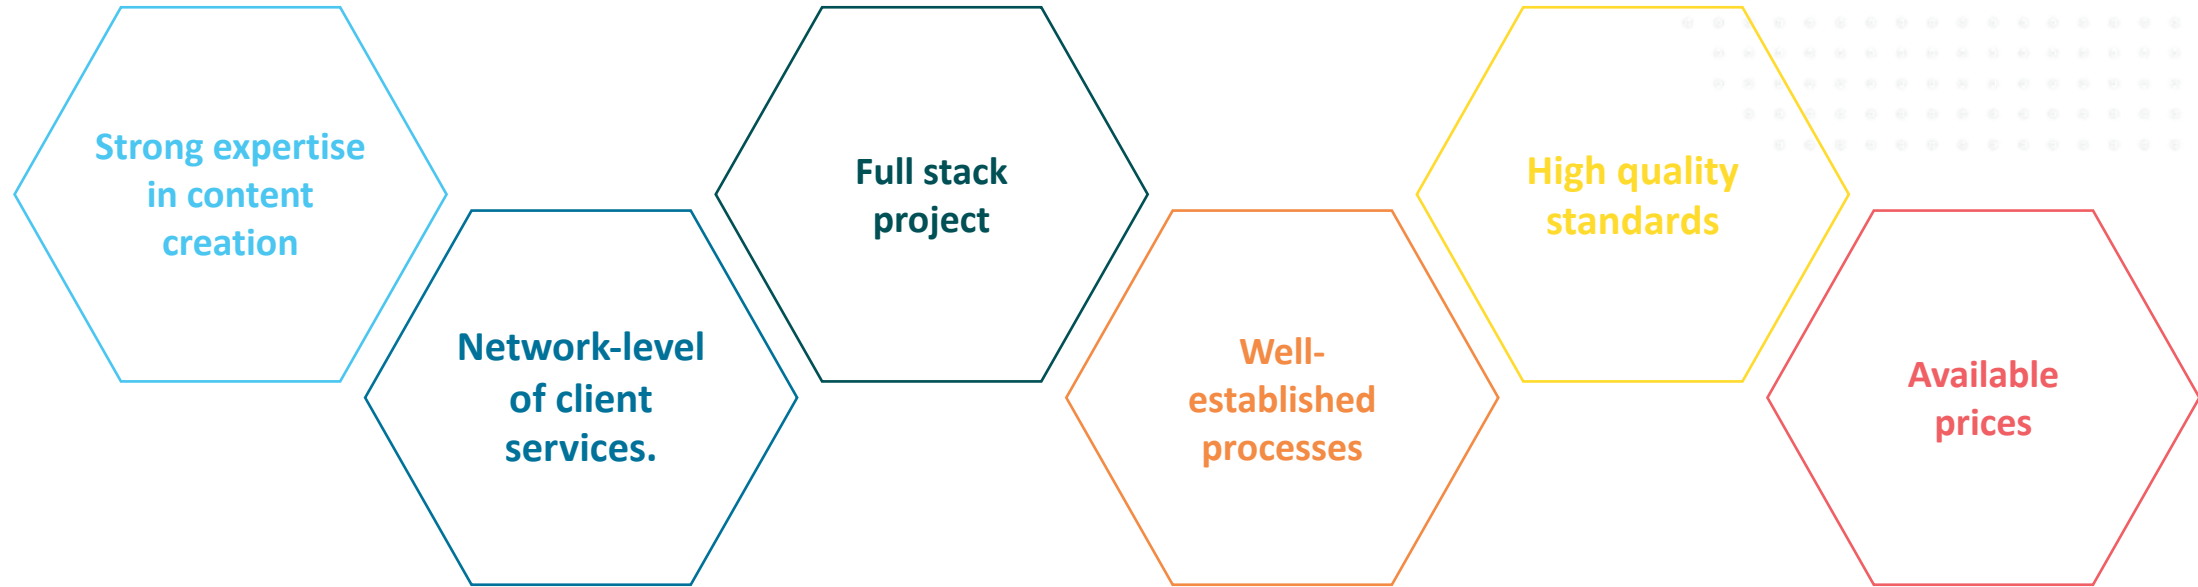 Strong expertise
in content
creation
Network-level
of client
services.
Full stack
project
Well-
established
processes
High quality
standards
Available
prices